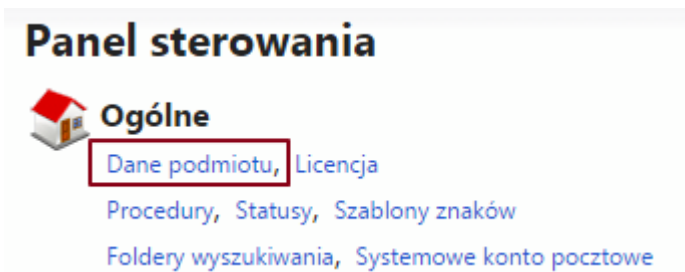 Panel sterowania
Ogólne
Dane podmiotu, Licencja
Procedury, Statusy, Szablony znaków
Foldery wyszukiwania, Systemowe konto pocztowe